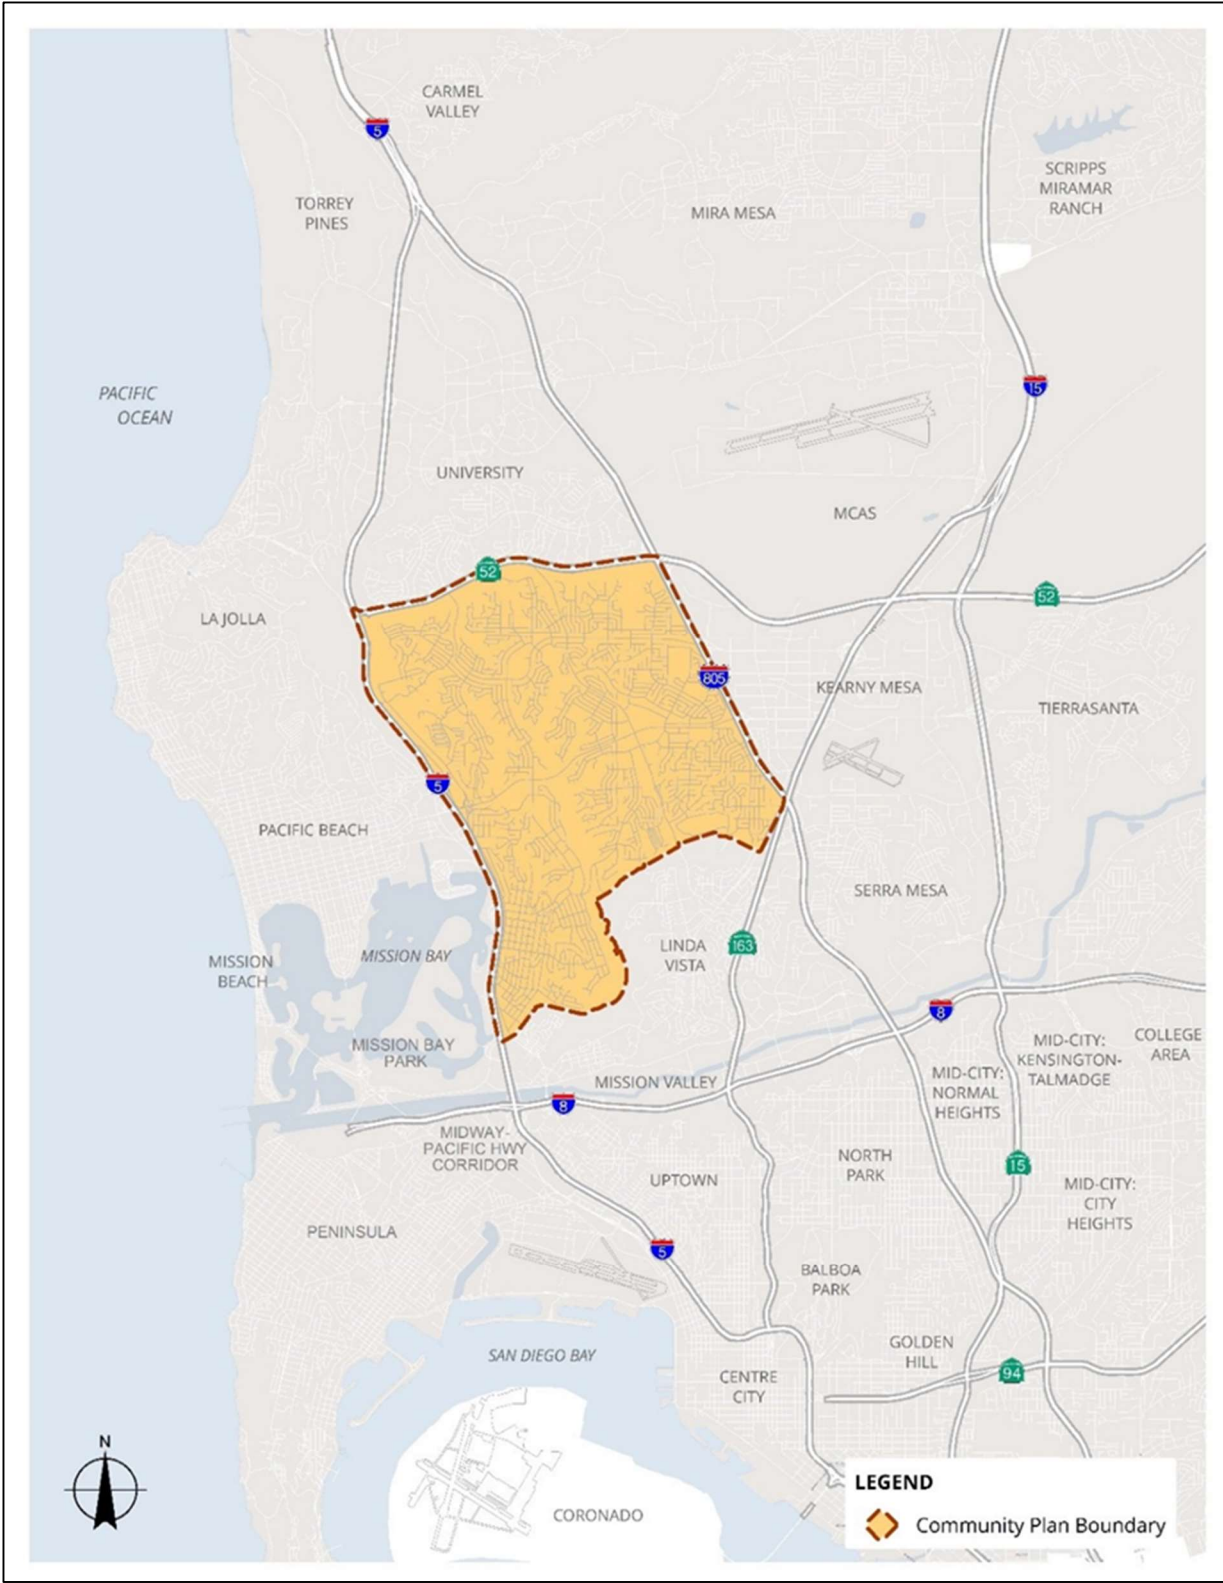 CARMEL
VALLEY
5
SCRIPPS
MIRAMAR
RANCH
TORREY
PINES
MIRA MESA
15
PACIFIC
OCEAN
UNIVERSITY
MCAS
52
52
LA JOLLA
805
KEARNY MESA
TIERRASANTA
5
PACIFIC BEACH
SERRA MESA
163
LINDA
VISTA
MISSION BAY
MISSION
BEACH
8
MISSION BAY
PARK
MID-CITY:
KENSINGTON-
TALMADGE
COLLEGE
AREA
MISSION VALLEY
MID-CITY:
NORMAL
HEIGHTS
8
MIDWAY-
PACIFIC HWY
CORRIDOR
NORTH
PARK
15
UPTOWN
MID-CITY:
CITY
HEIGHTS
PENINSULA
5
BALBOA
PARK
SAN DIEGO BAY
GOLDEN
HILL
94
CENTRE
CITY
N
CORONADO
LEGEND
Community Plan Boundary